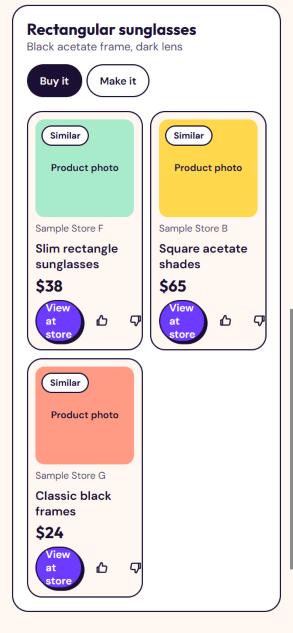 Rectangular sunglasses
Black acetate frame, dark lens
Buy it
Make it
Similar
Product photo
Sample Store F
Slim rectangle
sunglasses
$38
View
at
store
Similar
Product photo
Sample Store B
Square acetate
shades
$65
View
at
store
Similar
Product photo
Sample Store G
Classic black
frames
$24
View
at
store